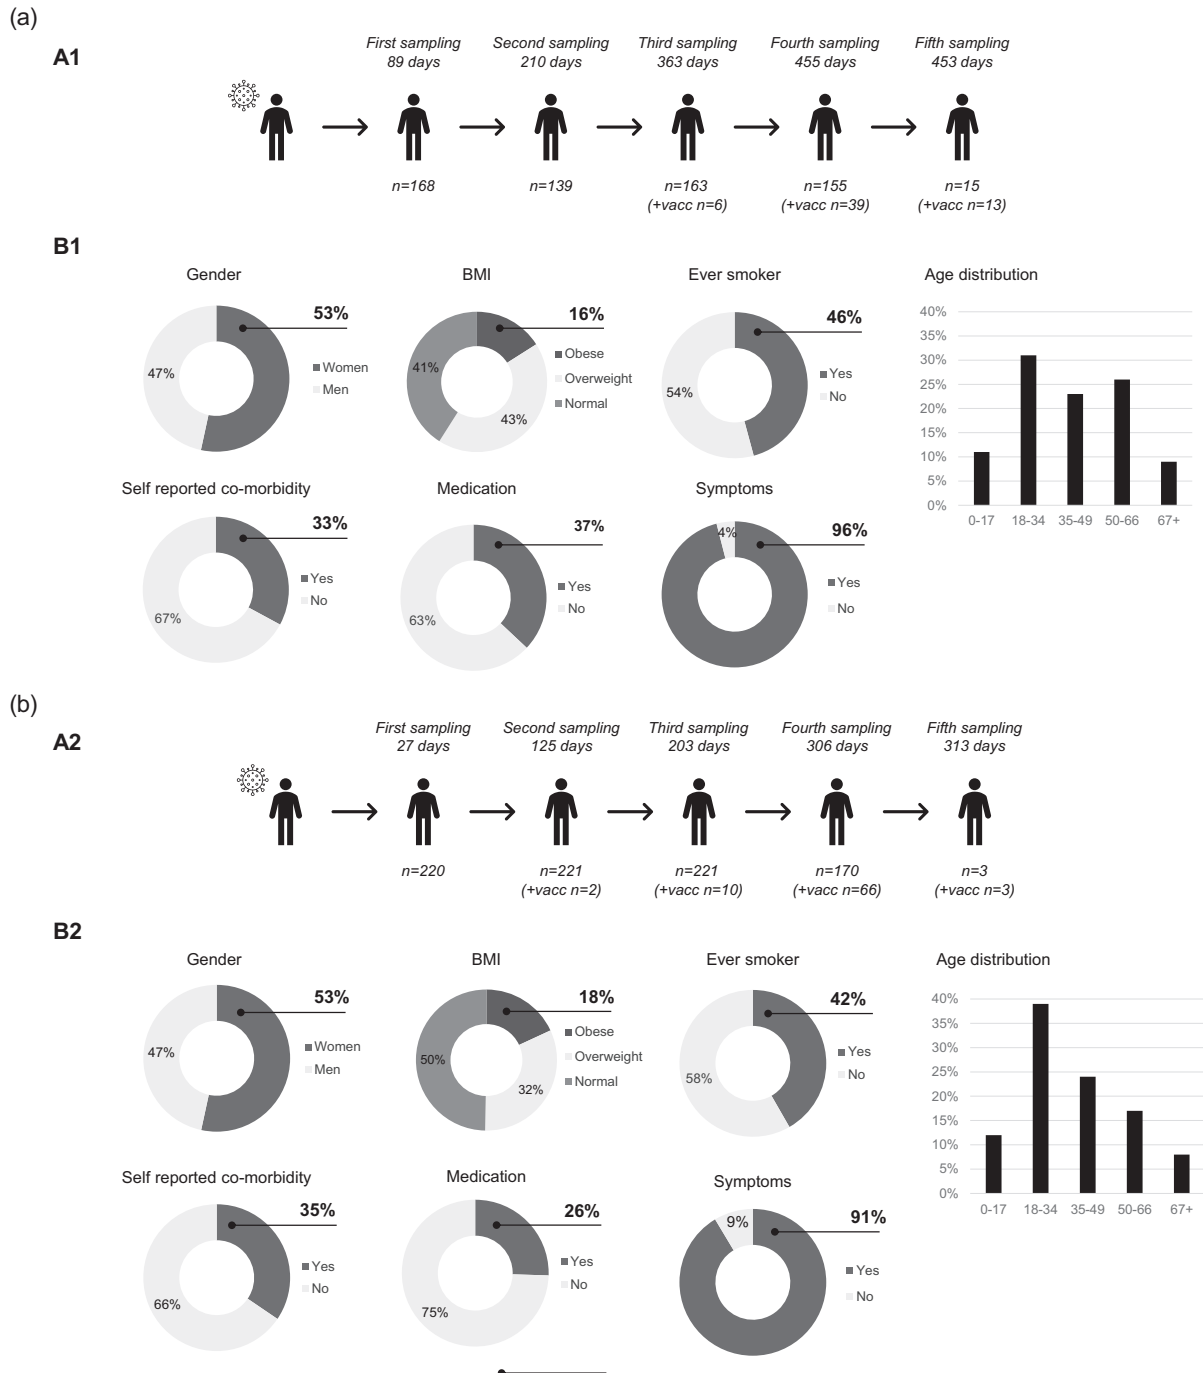 (a)
A1
First sampling
89 days
Second sampling
210 days
Third sampling
363 days
Fourth sampling
455 days
Fifth sampling
453 days
n=168
n=139
n=163
(+vacc n=6)
n=155
(+vacc n=39)
n=15
(+vacc n=13)
B1
Gender
53%
47%
Women
Men
BMI
16%
41%
43%
Obese
Overweight
Normal
Ever smoker
46%
54%
Yes
No
Age distribution
40%
35%
30%
25%
20%
15%
10%
5%
0%
0-17 18-34 35-49 50-66 67+
Self reported co-morbidity
33%
67%
Yes
No
Medication
37%
63%
Yes
No
Symptoms
4%
96%
Yes
No
(b)
A2
First sampling
27 days
Second sampling
125 days
Third sampling
203 days
Fourth sampling
306 days
Fifth sampling
313 days
n=220
n=221
(+vacc n=2)
n=221
(+vacc n=10)
n=170
(+vacc n=66)
n=3
(+vacc n=3)
B2
Gender
53%
47%
Women
Men
BMI
18%
50%
32%
Obese
Overweight
Normal
Ever smoker
42%
58%
Yes
No
Age distribution
40%
35%
30%
25%
20%
15%
10%
5%
0%
0-17 18-34 35-49 50-66 67+
Self reported co-morbidity
35%
66%
Yes
No
Medication
26%
75%
Yes
No
Symptoms
9%
91%
Yes
No